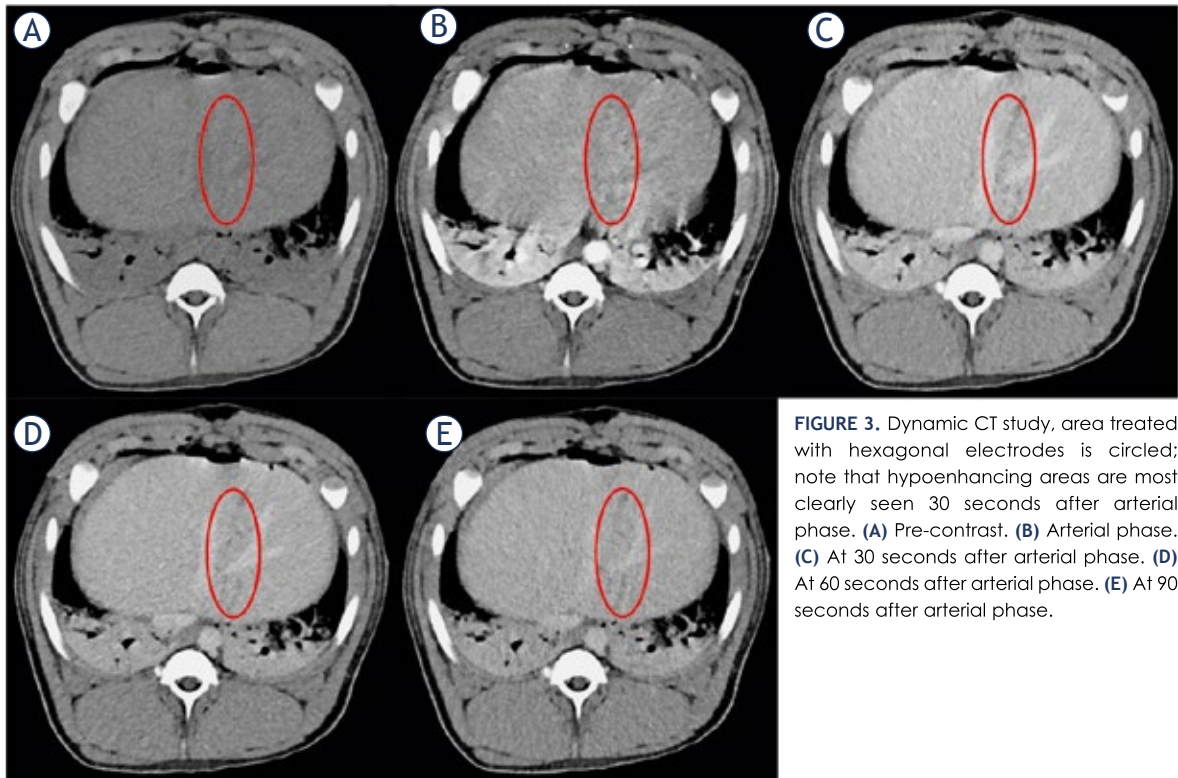 A
B
C
D
E
FIGURE 3. Dynamic CT study, area treated
with hexagonal electrodes is circled;
note that hypoenhancing areas are most
clearly seen 30 seconds after arterial
phase. (A) Pre-contrast. (B) Arterial phase.
(C) At 30 seconds after arterial phase. (D)
At 60 seconds after arterial phase. (E) At 90
seconds after arterial phase.